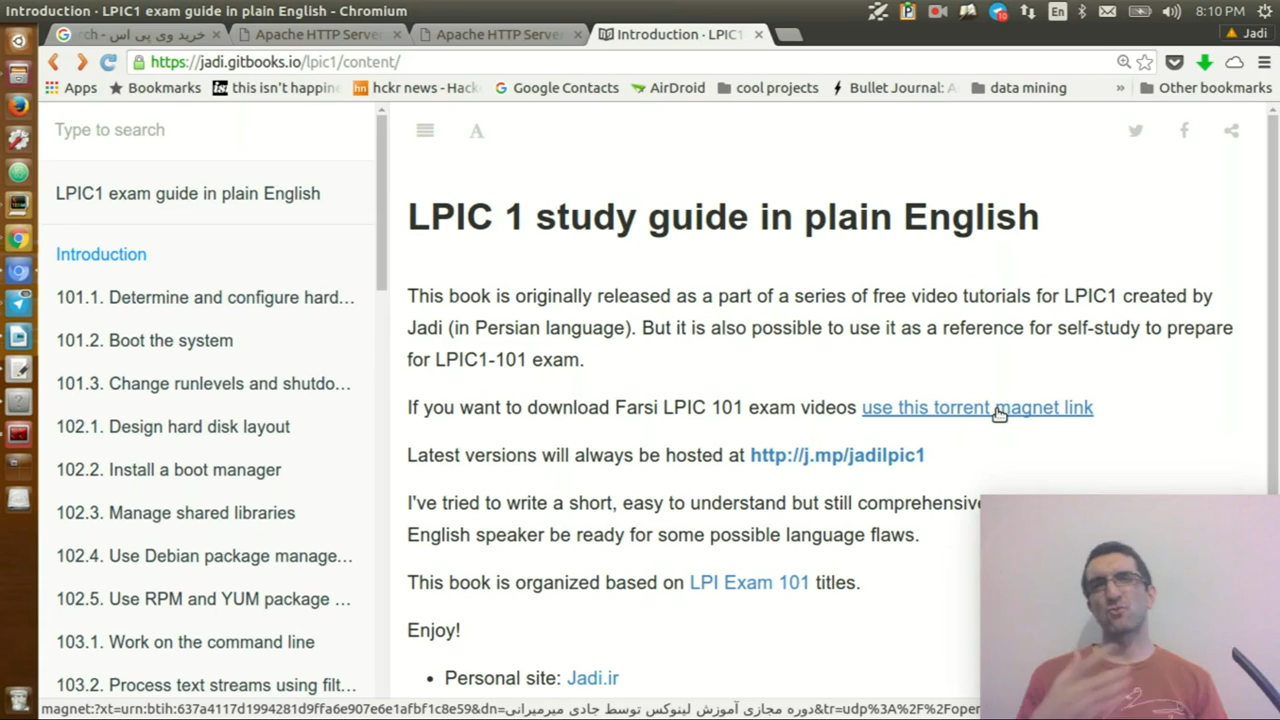 Introduction - LPIC1 exam guide in plain English - Chromium
En
8:10 PM
خرید وی پی اس - rch
Apache HTTP Server
Apache HTTP Server
Introduction - LPIC1
Jadi
https://jadi.gitbooks.io/lpic1/content/
Apps
Bookmarks
this isn't happine
hckr news - Hack
Google Contacts
AirDroid
cool projects
Bullet Journal: A
data mining
»
Other bookmarks
Type to search
LPIC1 exam guide in plain English
Introduction
101.1. Determine and configure hard…
101.2. Boot the system
101.3. Change runlevels and shutdo…
102.1. Design hard disk layout
102.2. Install a boot manager
102.3. Manage shared libraries
102.4. Use Debian package manage…
102.5. Use RPM and YUM package …
103.1. Work on the command line
103.2. Process text streams using filt…
A
LPIC 1 study guide in plain English
This book is originally released as a part of a series of free video tutorials for LPIC1 created by
Jadi (in Persian language). But it is also possible to use it as a reference for self-study to prepare
for LPIC1-101 exam.
If you want to download Farsi LPIC 101 exam videos use this torrent magnet link
Latest versions will always be hosted at http://j.mp/jadilpic1
I've tried to write a short, easy to understand but still comprehensive
English speaker be ready for some possible language flaws.
This book is organized based on LPI Exam 101 titles.
Enjoy!
• Personal site: Jadi.ir
magnet:?xt=urn:btih:637a4117d1994281d9ffa6e907e6e1afbf1c8e59&dn=دوره مجازی آموزش لینوکس توسط جادی میرمیرانی&tr=udp%3A%2F%2Foper